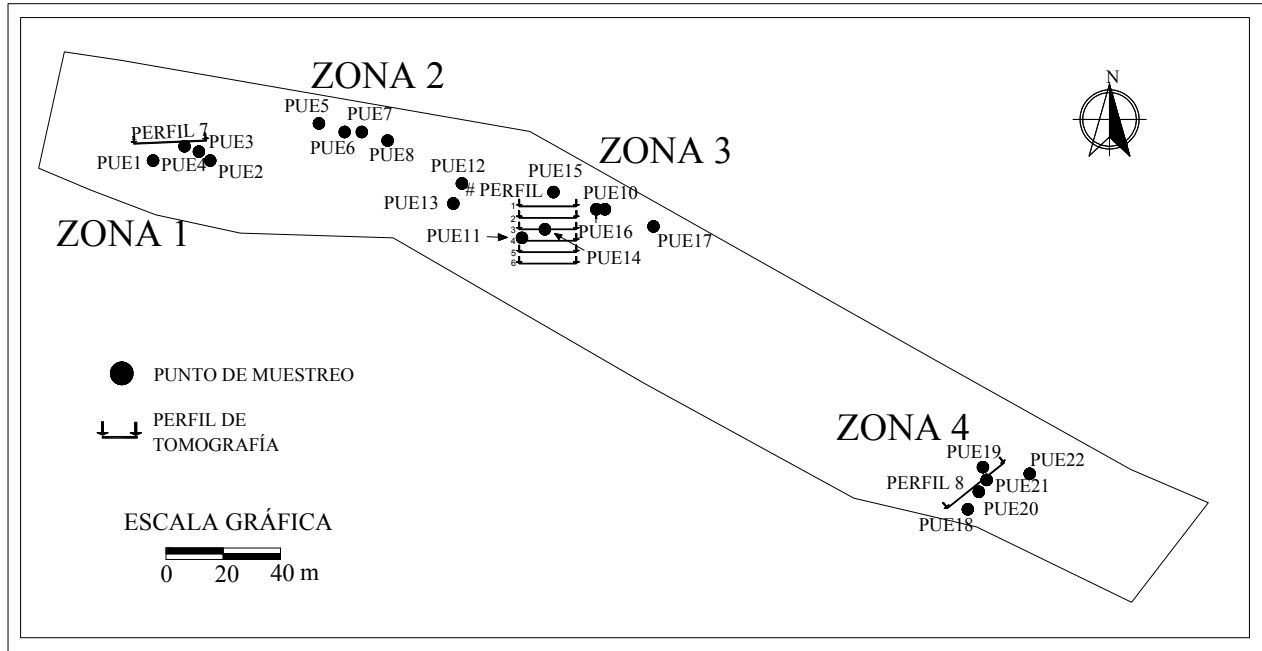 ZONA 2
N
PUE5
PUE7
PERFIL 7
PUE3
PUE6
PUE8
ZONA 3
PUE1
PUE4
PUE2
PUE12
PUE15
# PERFIL
PUE10
PUE13
1
2
ZONA 1
PUE11
3
4
5
6
PUE16
PUE17
PUE14
PUNTO DE MUESTREO
PERFIL DE
TOMOGRAFÍA
ZONA 4
PUE19
PUE22
PERFIL 8
PUE21
PUE20
PUE18
ESCALA GRÁFICA
0 20 40 m